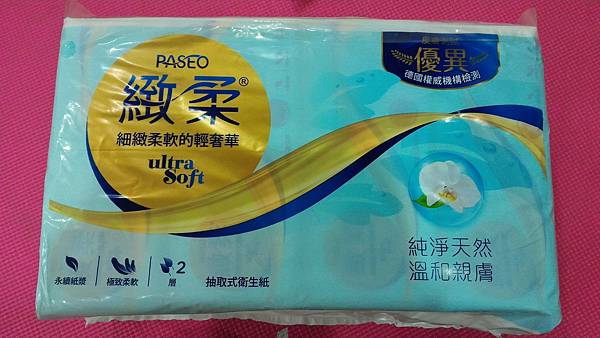 PASEO
緻柔®
細緻柔軟的輕奢華
ultra
Soft
優異
德國權威機構檢測
純淨天然
溫和親膚
永續紙漿
極致柔軟
2
層
抽取式衛生紙